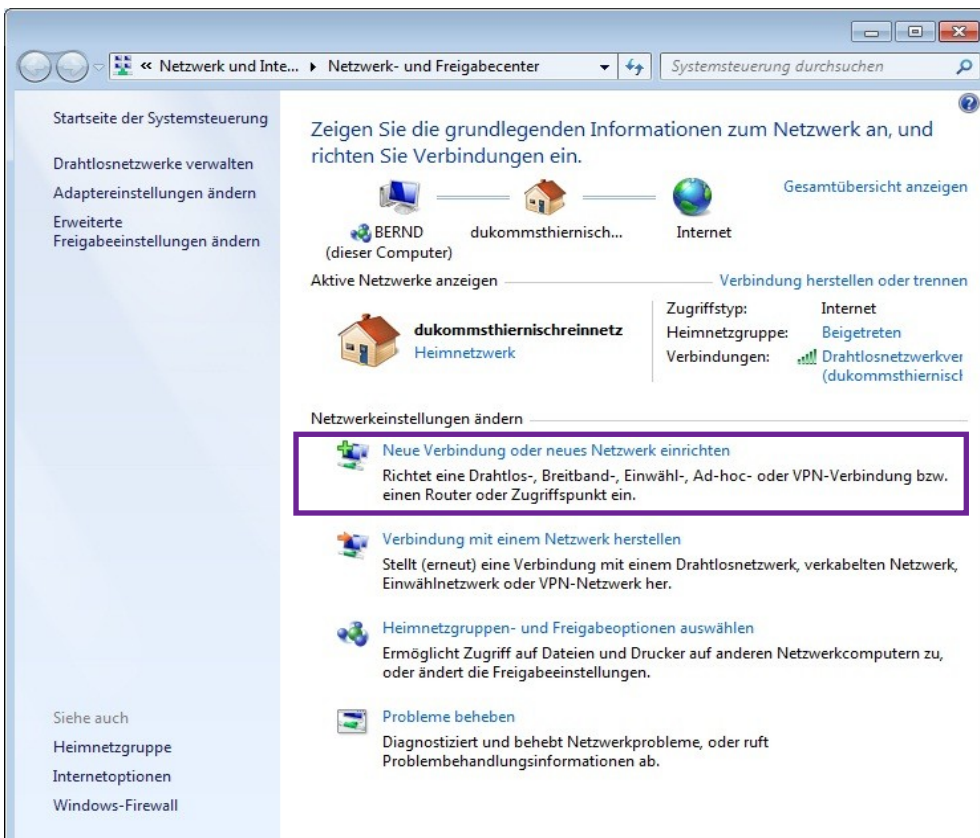 « Netzwerk und Inte... ▸ Netzwerk- und Freigabecenter
Systemsteuerung durchsuchen
Startseite der Systemsteuerung
Drahtlosnetzwerke verwalten
Adaptereinstellungen ändern
Erweiterte
Freigabeeinstellungen ändern
Zeigen Sie die grundlegenden Informationen zum Netzwerk an, und
richten Sie Verbindungen ein.
Gesamtübersicht anzeigen
BERND
(dieser Computer)
dukommsthiernisch...
Internet
Aktive Netzwerke anzeigen
Verbindung herstellen oder trennen
dukommsthiernischreinnetz
Heimnetzwerk
Zugriffstyp: Internet
Heimnetzgruppe: Beigetreten
Verbindungen: Drahtlosnetzwerkver
(dukommsthiernisch
Netzwerkeinstellungen ändern
Neue Verbindung oder neues Netzwerk einrichten
Richtet eine Drahtlos-, Breitband-, Einwähl-, Ad-hoc- oder VPN-Verbindung bzw.
einen Router oder Zugriffspunkt ein.
Verbindung mit einem Netzwerk herstellen
Stellt (erneut) eine Verbindung mit einem Drahtlosnetzwerk, verkabelten Netzwerk,
Einwählnetzwerk oder VPN-Netzwerk her.
Heimnetzgruppen- und Freigabeoptionen auswählen
Ermöglicht Zugriff auf Dateien und Drucker auf anderen Netzwerkcomputern zu,
oder ändert die Freigabeeinstellungen.
Probleme beheben
Diagnostiziert und behebt Netzwerkprobleme, oder ruft
Problembehandlungsinformationen ab.
Siehe auch
Heimnetzgruppe
Internetoptionen
Windows-Firewall